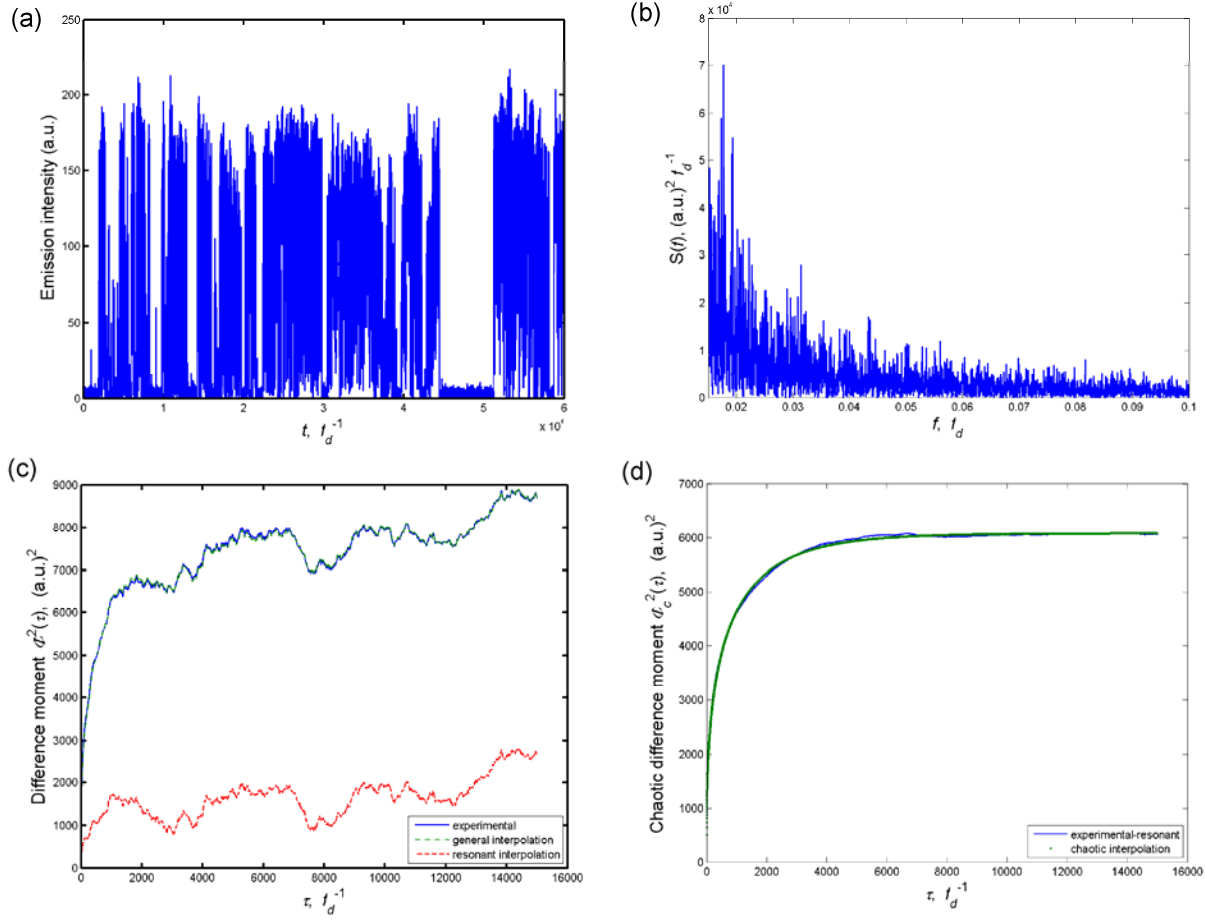 (a)
250
200
150
100
50
0
Emission intensity (a.u.)
0 1 2 3 4 5 6
x 10⁴
t, f_d⁻¹
(b)
x 10⁴
8
7
6
5
4
3
2
1
0
S(f), (a.u.)² f_d⁻¹
0.02 0.03 0.04 0.05 0.06 0.07 0.08 0.09 0.1
f, f_d
(c)
9000
8000
7000
6000
5000
4000
3000
2000
1000
0
Difference moment Φ²(τ), (a.u.)²
experimental
general interpolation
resonant interpolation
0 2000 4000 6000 8000 10000 12000 14000 16000
τ, f_d⁻¹
(d)
7000
6000
5000
4000
3000
2000
1000
0
Chaotic difference moment Φ_c²(τ), (a.u.)²
experimental-resonant
chaotic interpolation
0 2000 4000 6000 8000 10000 12000 14000 16000
τ, f_d⁻¹